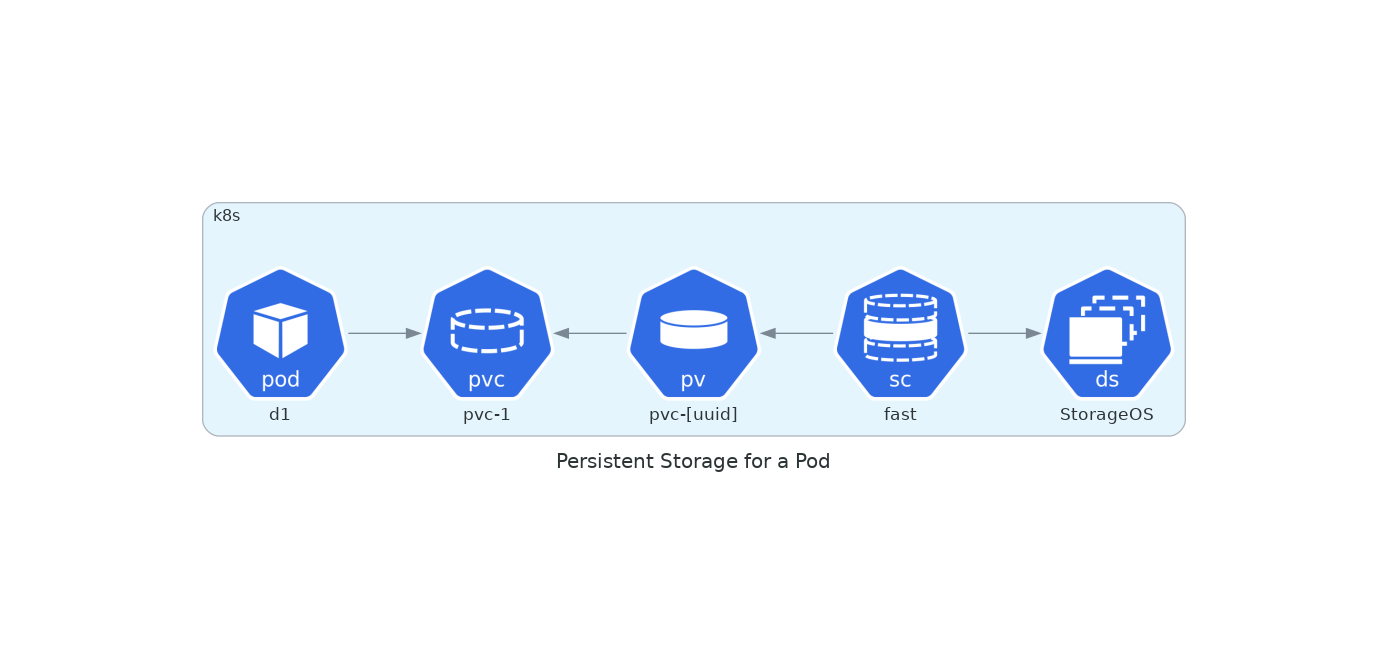 k8s
pod
pvc
pv
sc
ds
d1
pvc-1
pvc-[uuid]
fast
StorageOS
Persistent Storage for a Pod